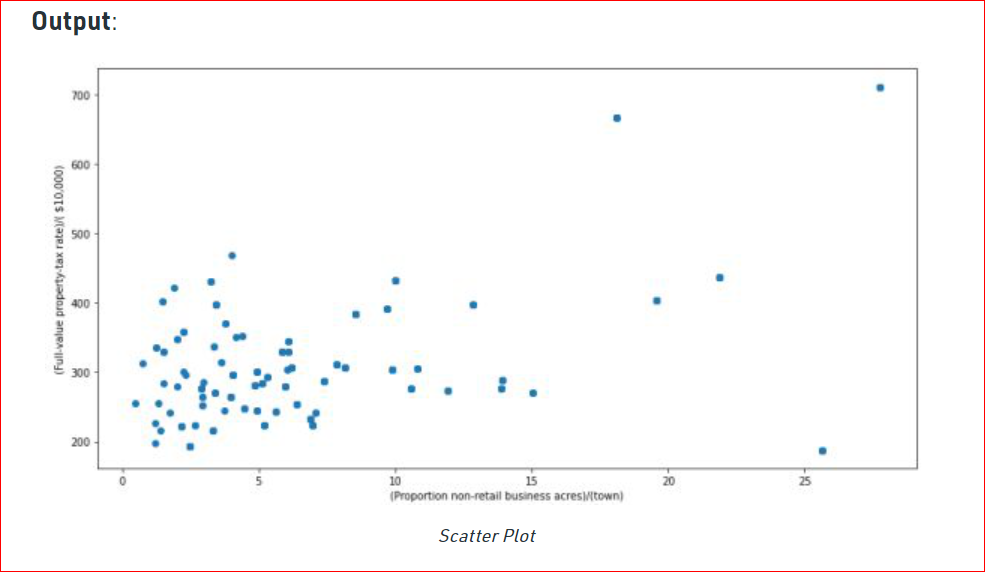 Output:
700
600
500
400
300
200
(Full-value property-tax rate)/( $10,000)
0 5 10 15 20 25
(Proportion non-retail business acres)/(town)
Scatter Plot